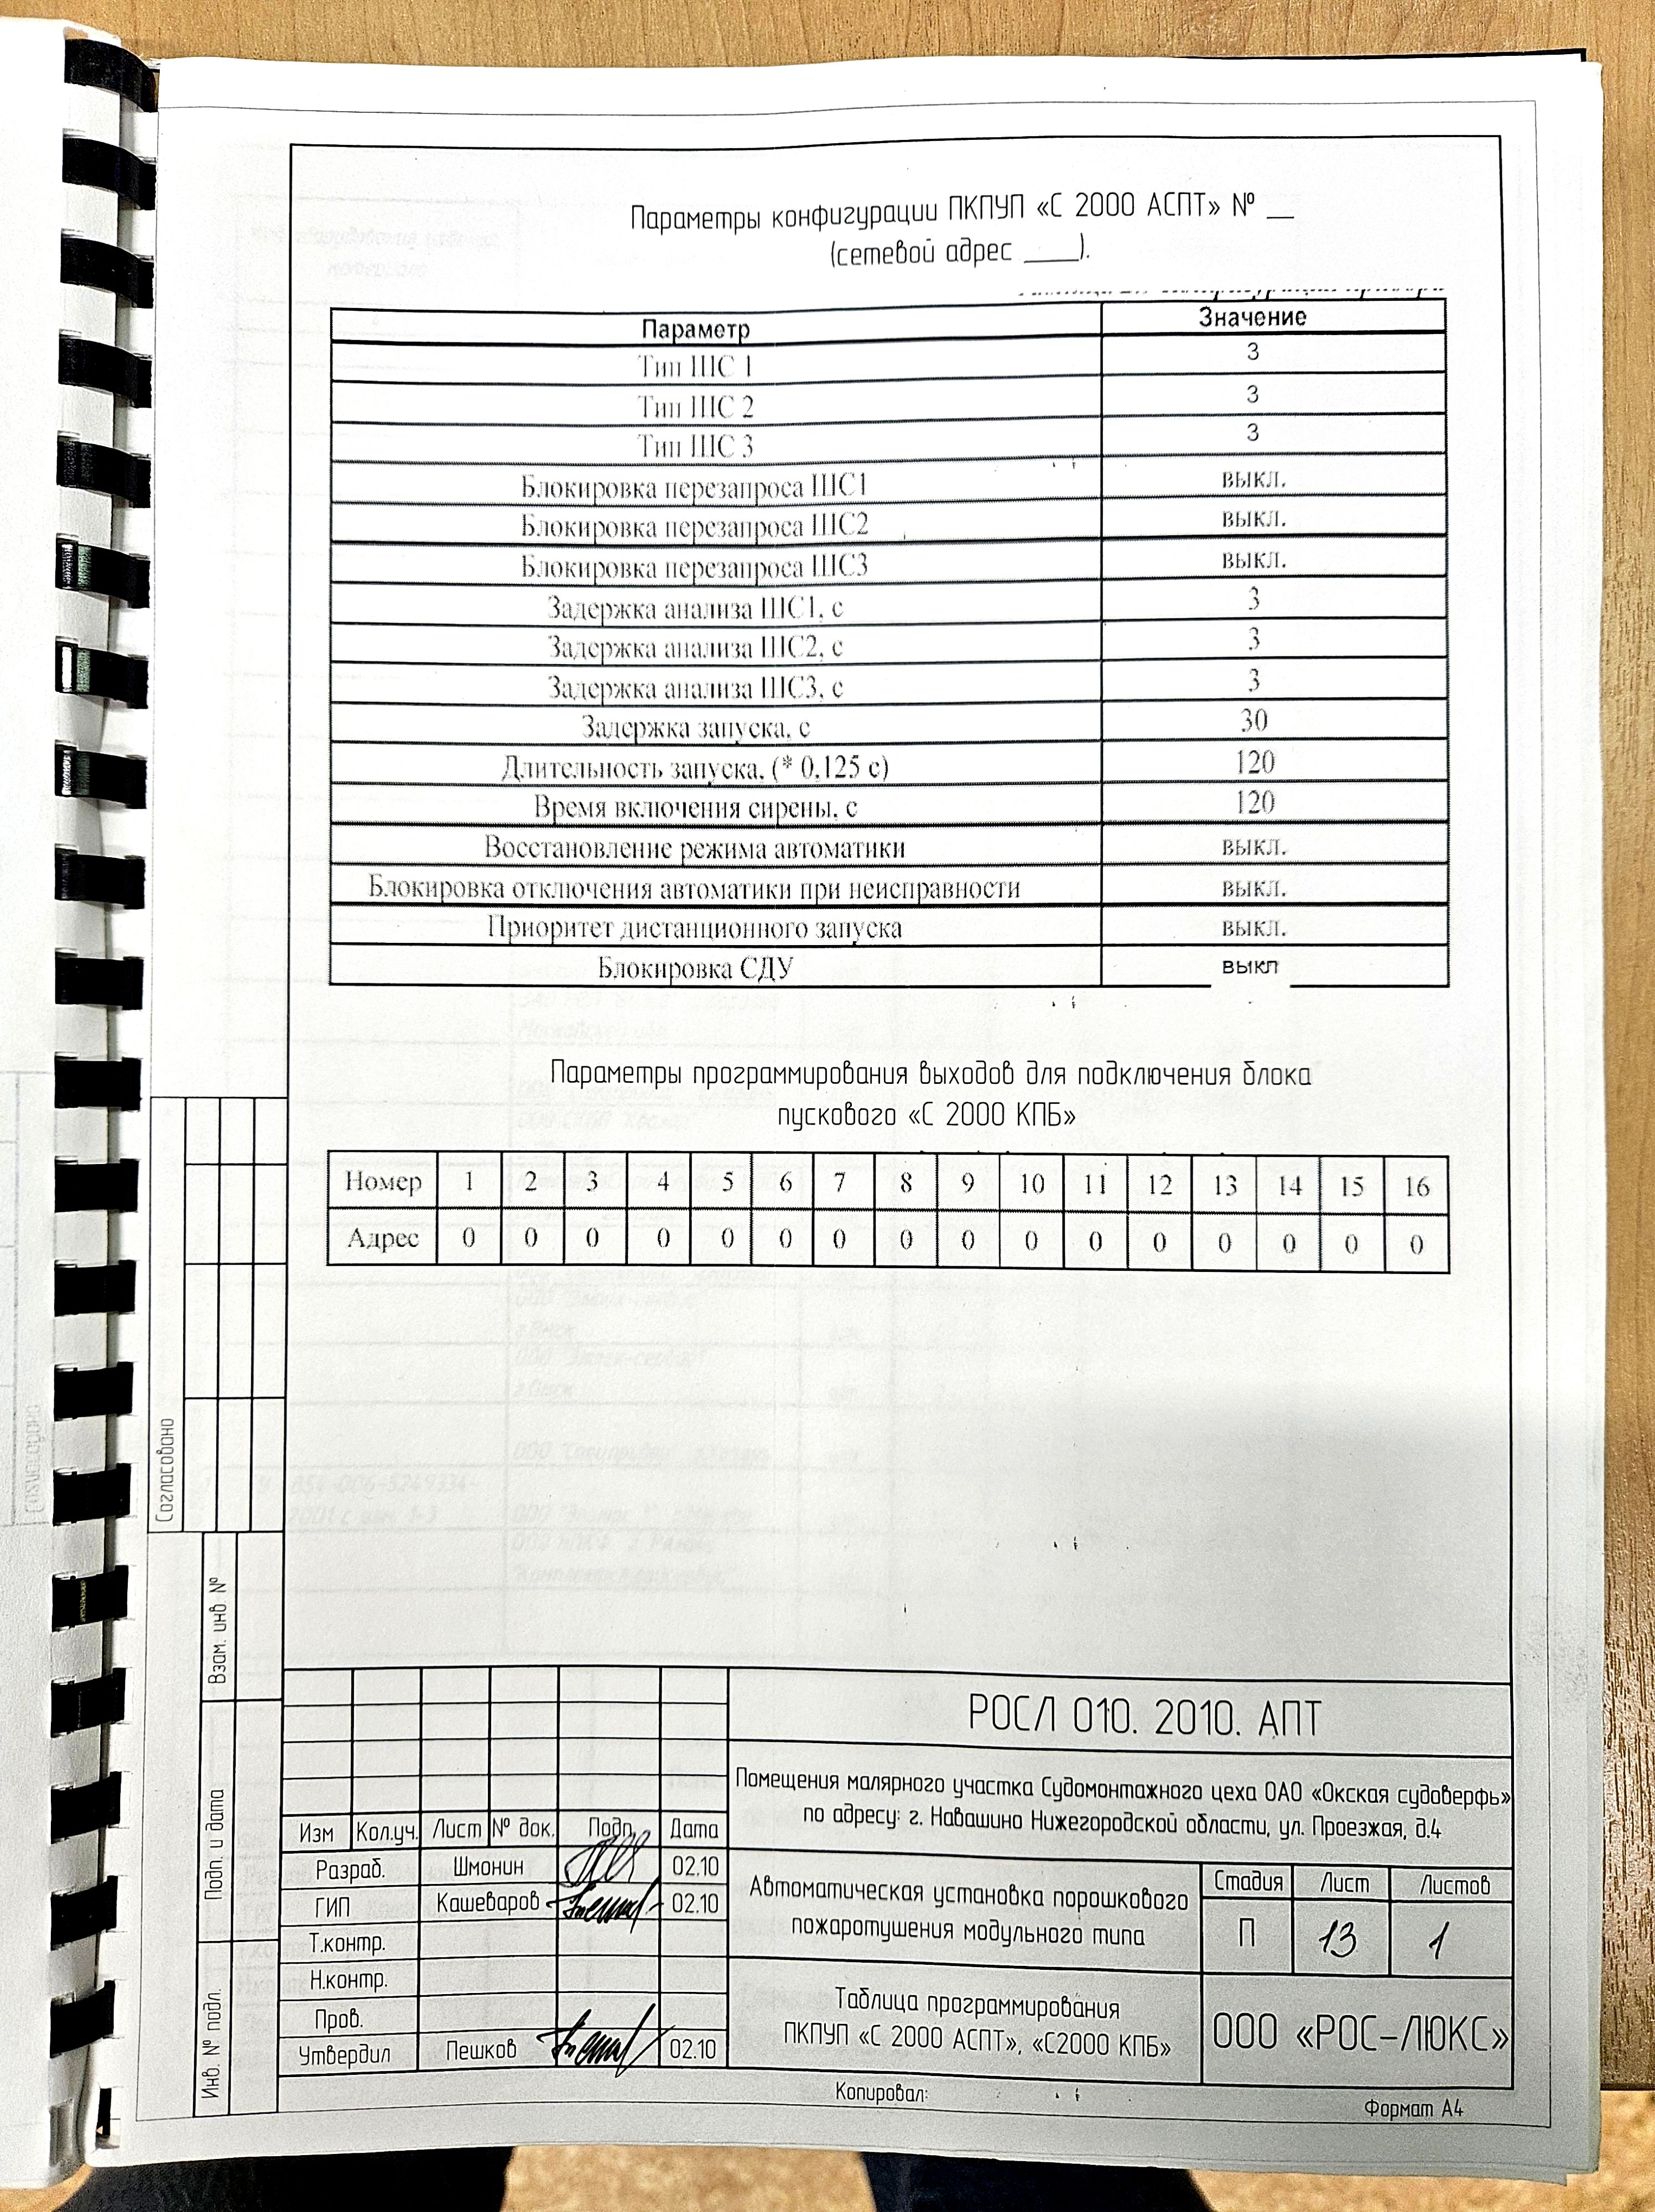 Параметры конфигурации ПКПУП «С 2000 АСПТ» № __
(сетевой адрес ____).
Параметр Значение
Тип ШС 1 3
Тип ШС 2 3
Тип ШС 3 3
Блокировка перезапроса ШС1 выкл.
Блокировка перезапроса ШС2 выкл.
Блокировка перезапроса ШС3 выкл.
Задержка анализа ШС1, с 3
Задержка анализа ШС2, с 3
Задержка анализа ШС3, с 3
Задержка запуска, с 30
Длительность запуска, (* 0,125 с) 120
Время включения сирены, с 120
Восстановление режима автоматики выкл.
Блокировка отключения автоматики при неисправности выкл.
Приоритет дистанционного запуска выкл.
Блокировка СДУ выкл
Параметры программирования выходов для подключения блока
пускового «С 2000 КПБ»
Номер 1 2 3 4 5 6 7 8 9 10 11 12 13 14 15 16
Адрес 0 0 0 0 0 0 0 0 0 0 0 0 0 0 0 0
Согласовано
Взам. инв №
Подп. и дата
Инв. № подл.
РОСЛ 010. 2010. АПТ
Помещения малярного участка Судомонтажного цеха ОАО «Окская судоверфь»
по адресу: г. Навашино Нижегородской области, ул. Проезжая, д.4
Изм Кол.уч. Лист № док. Подп. Дата
Разраб. Шмонин 02.10
ГИП Кашеваров 02.10
Т.контр.
Н.контр.
Пров.
Утвердил Пешков 02.10
Автоматическая установка порошкового
пожаротушения модульного типа
Стадия Лист Листов
П 13 1
Таблица программирования
ПКПУП «С 2000 АСПТ», «С2000 КПБ»
ООО «РОС-ЛЮКС»
Копировал:
Формат А4